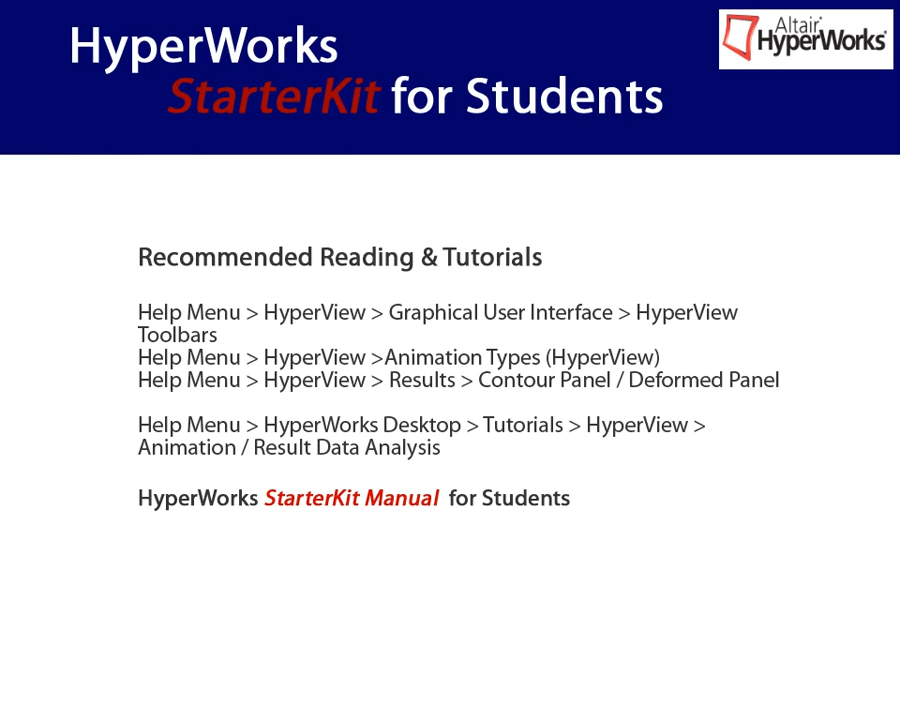 HyperWorks
StarterKit for Students
Altair®
HyperWorks®
Recommended Reading & Tutorials
Help Menu > HyperView > Graphical User Interface > HyperView
Toolbars
Help Menu > HyperView >Animation Types (HyperView)
Help Menu > HyperView > Results > Contour Panel / Deformed Panel
Help Menu > HyperWorks Desktop > Tutorials > HyperView >
Animation / Result Data Analysis
HyperWorks StarterKit Manual for Students